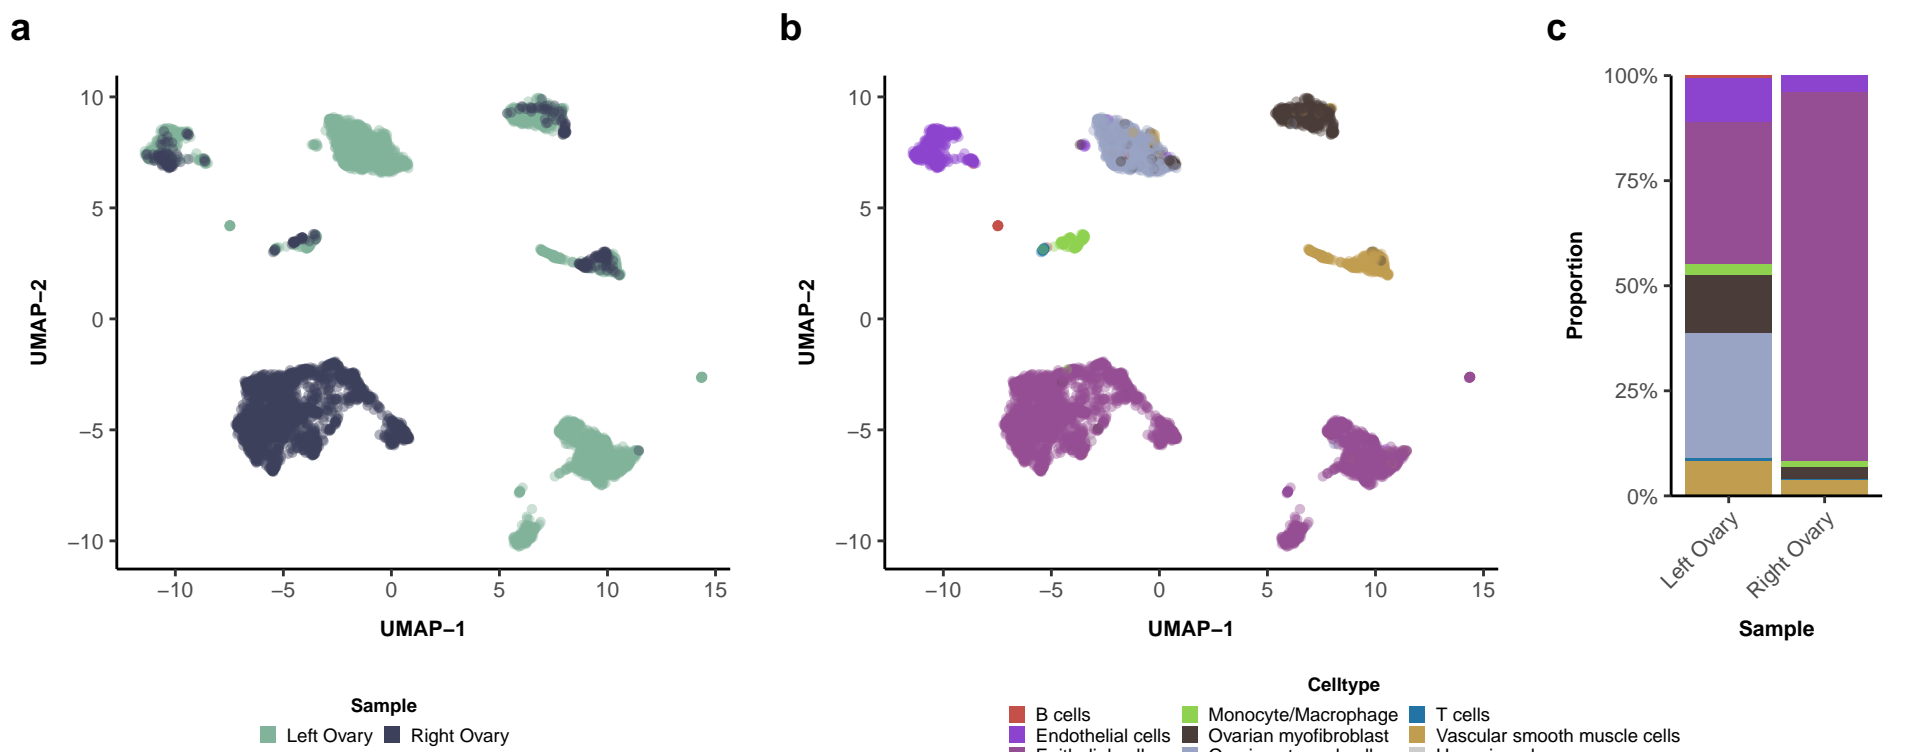 a
b
c
10
5
0
−5
−10
UMAP−2
−10
−5
0
5
10
15
UMAP−1
10
5
0
−5
−10
UMAP−2
−10
−5
0
5
10
15
UMAP−1
100%
75%
50%
25%
0%
Proportion
Left Ovary
Right Ovary
Sample
Sample
Left Ovary
Right Ovary
Celltype
B cells
Monocyte/Macrophage
T cells
Endothelial cells
Ovarian myofibroblast
Vascular smooth muscle cells